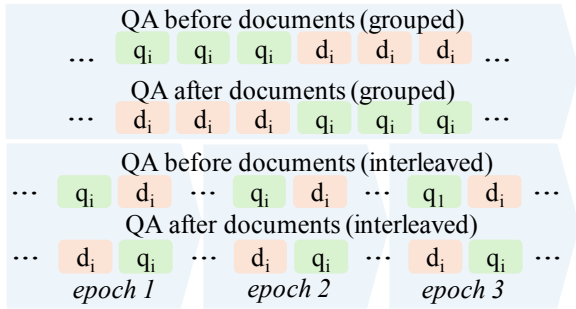 QA before documents (grouped)
... qᵢ qᵢ qᵢ dᵢ dᵢ dᵢ ...
QA after documents (grouped)
... dᵢ dᵢ dᵢ qᵢ qᵢ qᵢ ...
QA before documents (interleaved)
... qᵢ dᵢ ... qᵢ dᵢ ... q₁ dᵢ ...
QA after documents (interleaved)
... dᵢ qᵢ ... dᵢ qᵢ ... dᵢ qᵢ ...
epoch 1 epoch 2 epoch 3